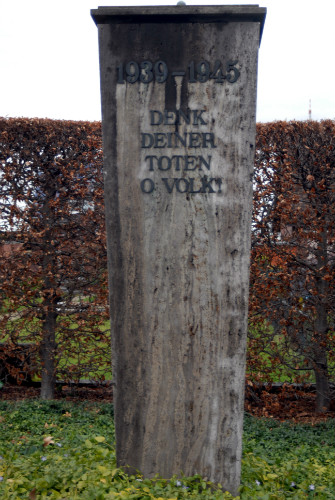 1939–1945
DENK
DEINER
TOTEN
O VOLK!